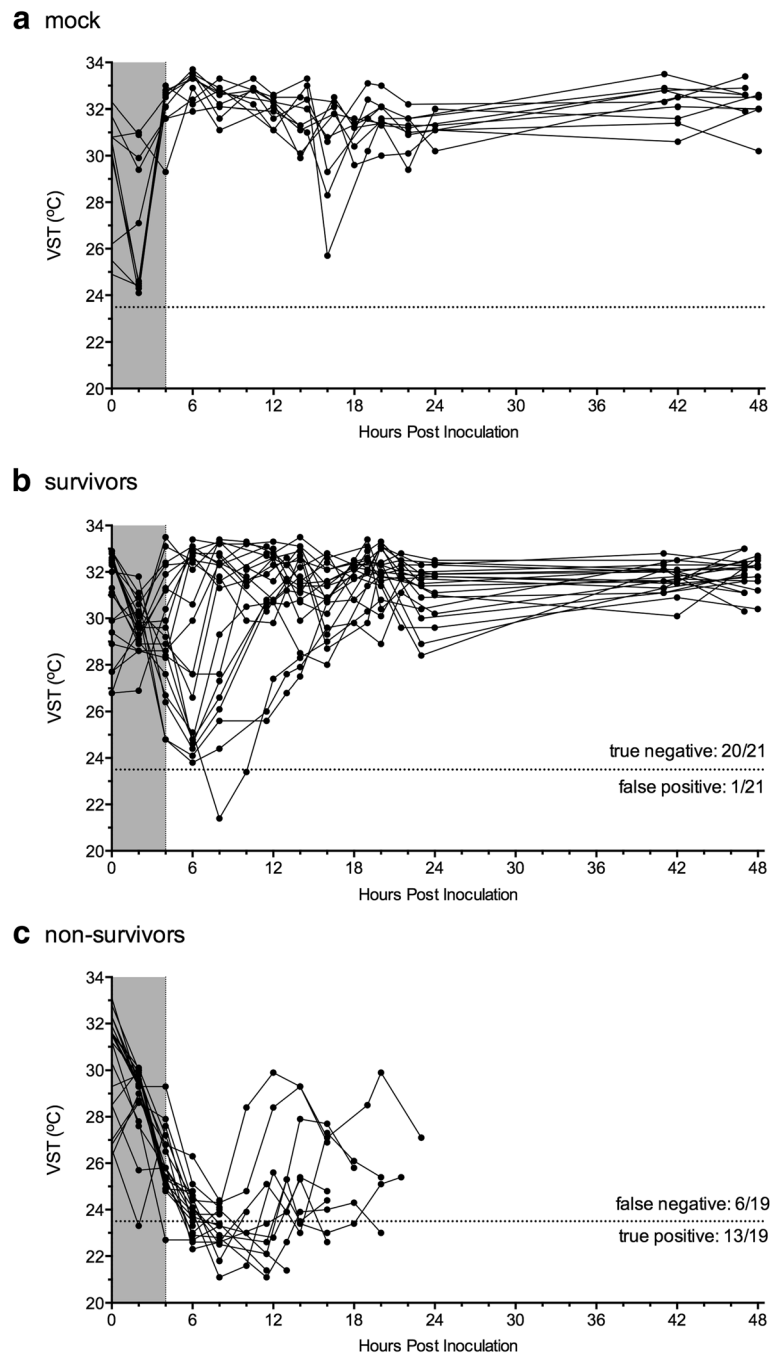 a mock
34
32
30
28
26
24
22
20
VST (ºC)
0 6 12 18 24 30 36 42 48
Hours Post Inoculation
b survivors
34
32
30
28
26
24
22
20
VST (ºC)
true negative: 20/21
false positive: 1/21
0 6 12 18 24 30 36 42 48
Hours Post Inoculation
c non-survivors
34
32
30
28
26
24
22
20
VST (ºC)
false negative: 6/19
true positive: 13/19
0 6 12 18 24 30 36 42 48
Hours Post Inoculation